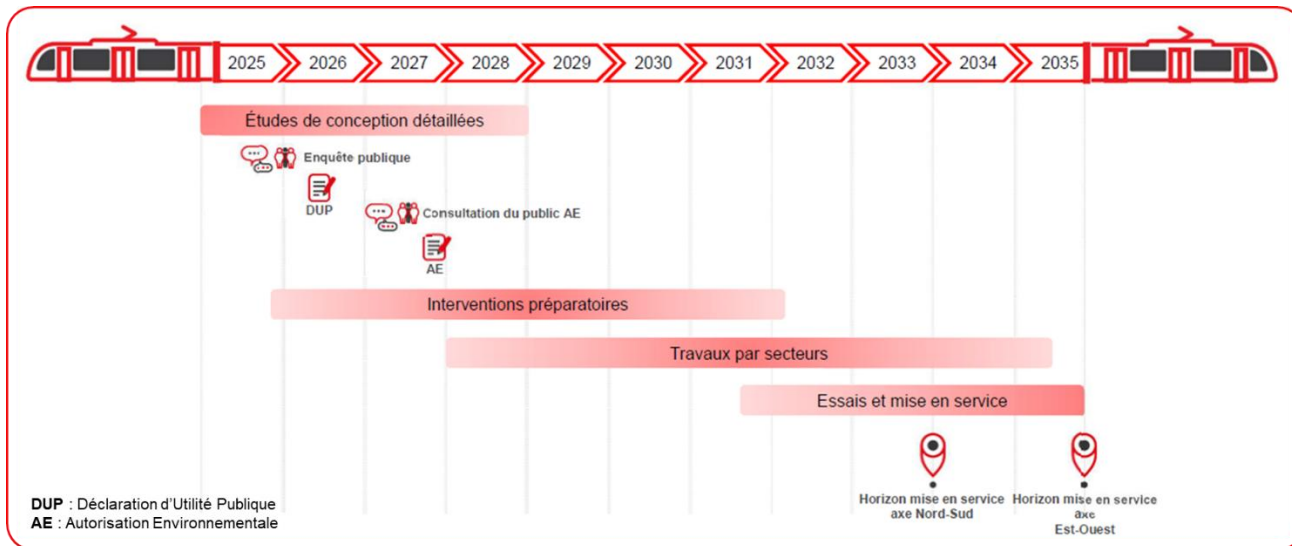 2025 2026 2027 2028 2029 2030 2031 2032 2033 2034 2035
Études de conception détaillées
Enquête publique
DUP
Consultation du public AE
AE
Interventions préparatoires
Travaux par secteurs
Essais et mise en service
Horizon mise en service
axe Nord-Sud
Horizon mise en service
axe
Est-Ouest
DUP : Déclaration d'Utilité Publique
AE : Autorisation Environnementale